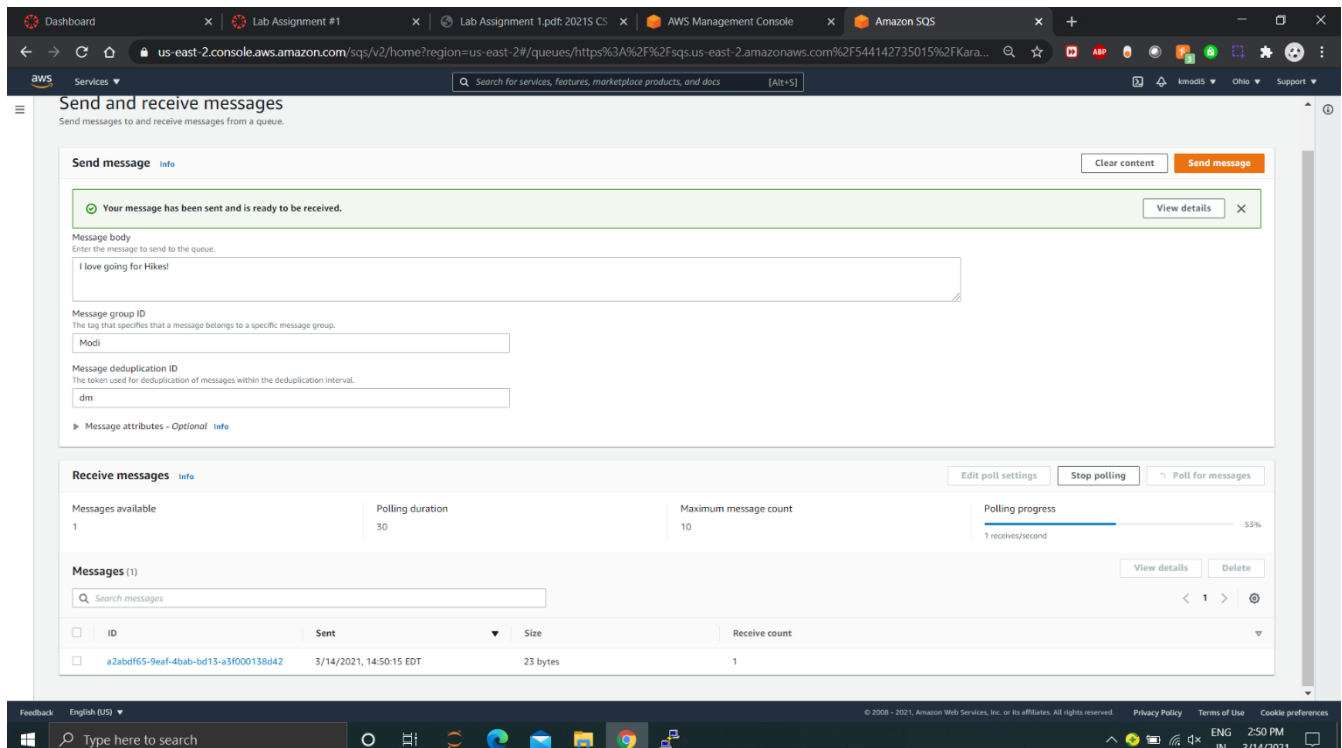 Dashboard
Lab Assignment #1
Lab Assignment 1.pdf: 2021S CS
AWS Management Console
Amazon SQS
us-east-2.console.aws.amazon.com/sqs/v2/home?region=us-east-2#/queues/https%3A%2F%2Fsqs.us-east-2.amazonaws.com%2F544142735015%2FKara...
ABP
3
aws
Services
Search for services, features, marketplace products, and docs
[Alt+S]
kmodi5
Ohio
Support
Send and receive messages
Send messages to and receive messages from a queue.
Send message Info
Clear content
Send message
Your message has been sent and is ready to be received.
View details
Message body
Enter the message to send to the queue.
I love going for Hikes!
Message group ID
The tag that specifies that a message belongs to a specific message group.
Modi
Message deduplication ID
The token used for deduplication of messages within the deduplication interval.
dm
Message attributes - Optional Info
Receive messages Info
Edit poll settings
Stop polling
Poll for messages
Messages available
1
Polling duration
30
Maximum message count
10
Polling progress
53%
1 receives/second
Messages (1)
View details
Delete
Search messages
1
ID
Sent
Size
Receive count
a2abdf65-9eaf-4bab-bd13-a3f000138d42
3/14/2021, 14:50:15 EDT
23 bytes
1
Feedback
English (US)
© 2008 - 2021, Amazon Web Services, Inc. or its affiliates. All rights reserved.
Privacy Policy
Terms of Use
Cookie preferences
Type here to search
ENG
IN
2:50 PM
3/14/2021